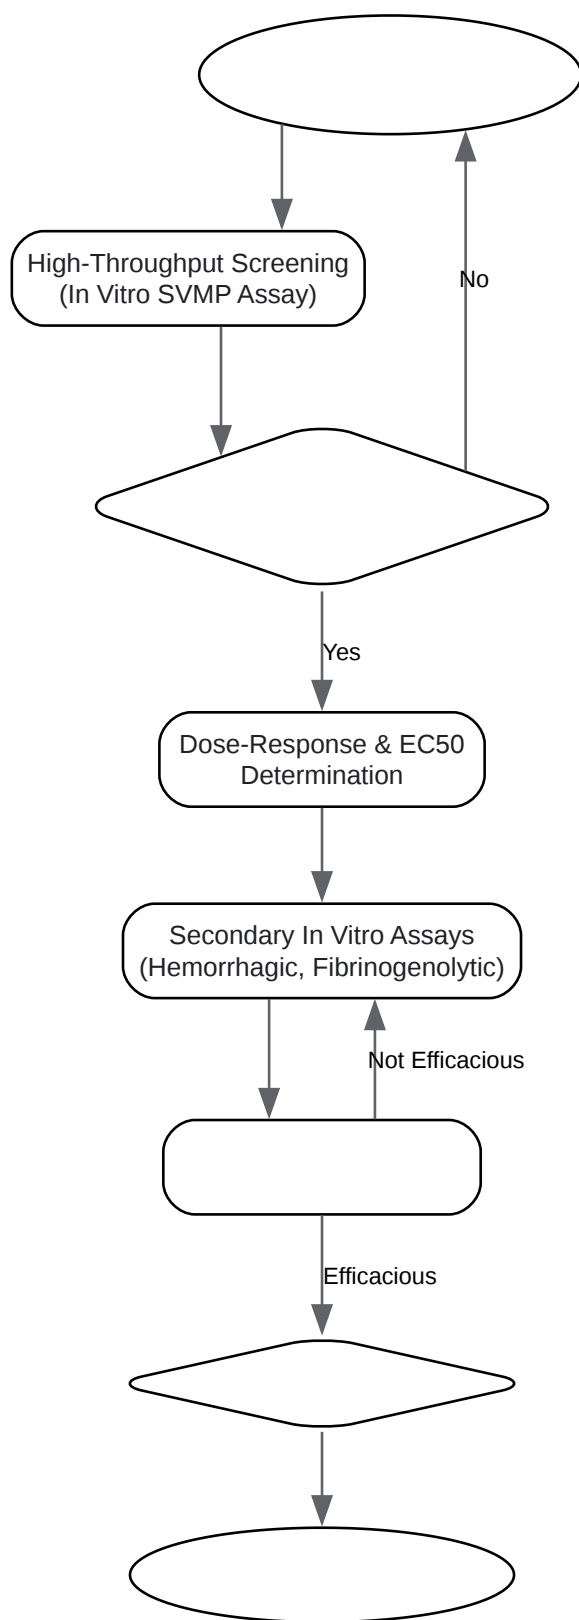 High-Throughput Screening
(In Vitro SVMP Assay)
No
Yes
Dose-Response & EC50
Determination
Secondary In Vitro Assays
(Hemorrhagic, Fibrinogenolytic)
Not Efficacious
Efficacious